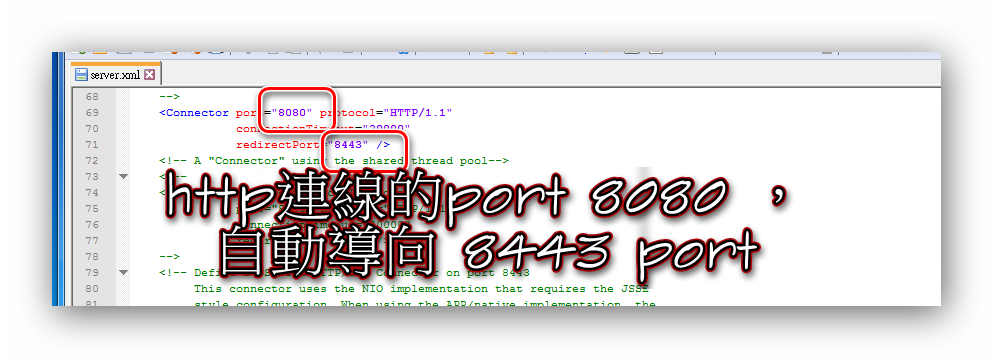 server.xml
68 -->
69 <Connector port="8080" protocol="HTTP/1.1"
70 connectionTimeout="20000"
71 redirectPort="8443" />
72 <!-- A "Connector" using the shared thread pool-->
73 <!--
74
75
76
77
78 -->
79 <!-- Define HTTP/1.1 Connector on port 8443
80 This connector uses the NIO implementation that requires the JSSE
81 style configuration. When using the APR/native implementation, the
http連線的port 8080 ，
自動導向 8443 port